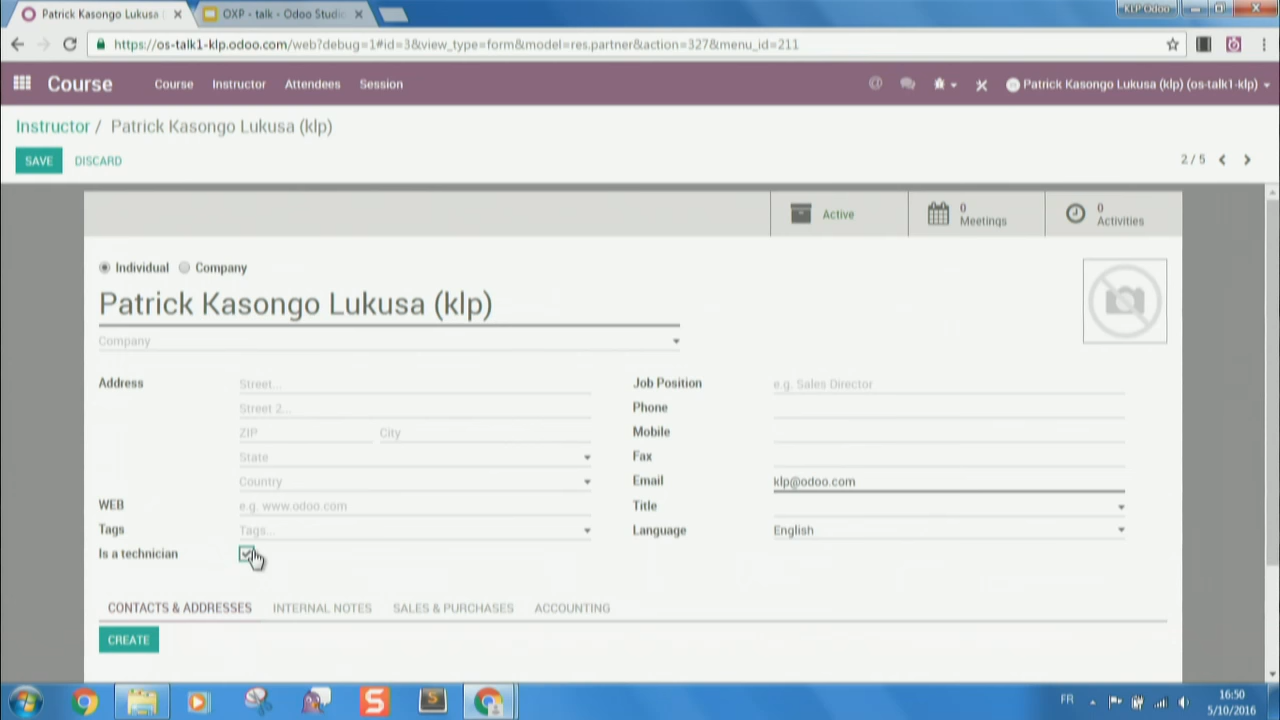 Patrick Kasongo Lukusa (
OXP - talk - Odoo Studio
KLP Odoo
https://os-talk1-klp.odoo.com/web?debug=1#id=3&view_type=form&model=res.partner&action=327&menu_id=211
Course Course Instructor Attendees Session
Patrick Kasongo Lukusa (klp) (os-talk1-klp)
Instructor / Patrick Kasongo Lukusa (klp)
SAVE DISCARD
2 / 5
Active
0
Meetings
0
Activities
Individual Company
Patrick Kasongo Lukusa (klp)
Company
Address Street...
Street 2...
ZIP City
State
Country
WEB e.g. www.odoo.com
Tags Tags...
Is a technician
Job Position e.g. Sales Director
Phone
Mobile
Fax
Email klp@odoo.com
Title
Language English
CONTACTS & ADDRESSES INTERNAL NOTES SALES & PURCHASES ACCOUNTING
CREATE
FR
16:50
5/10/2016